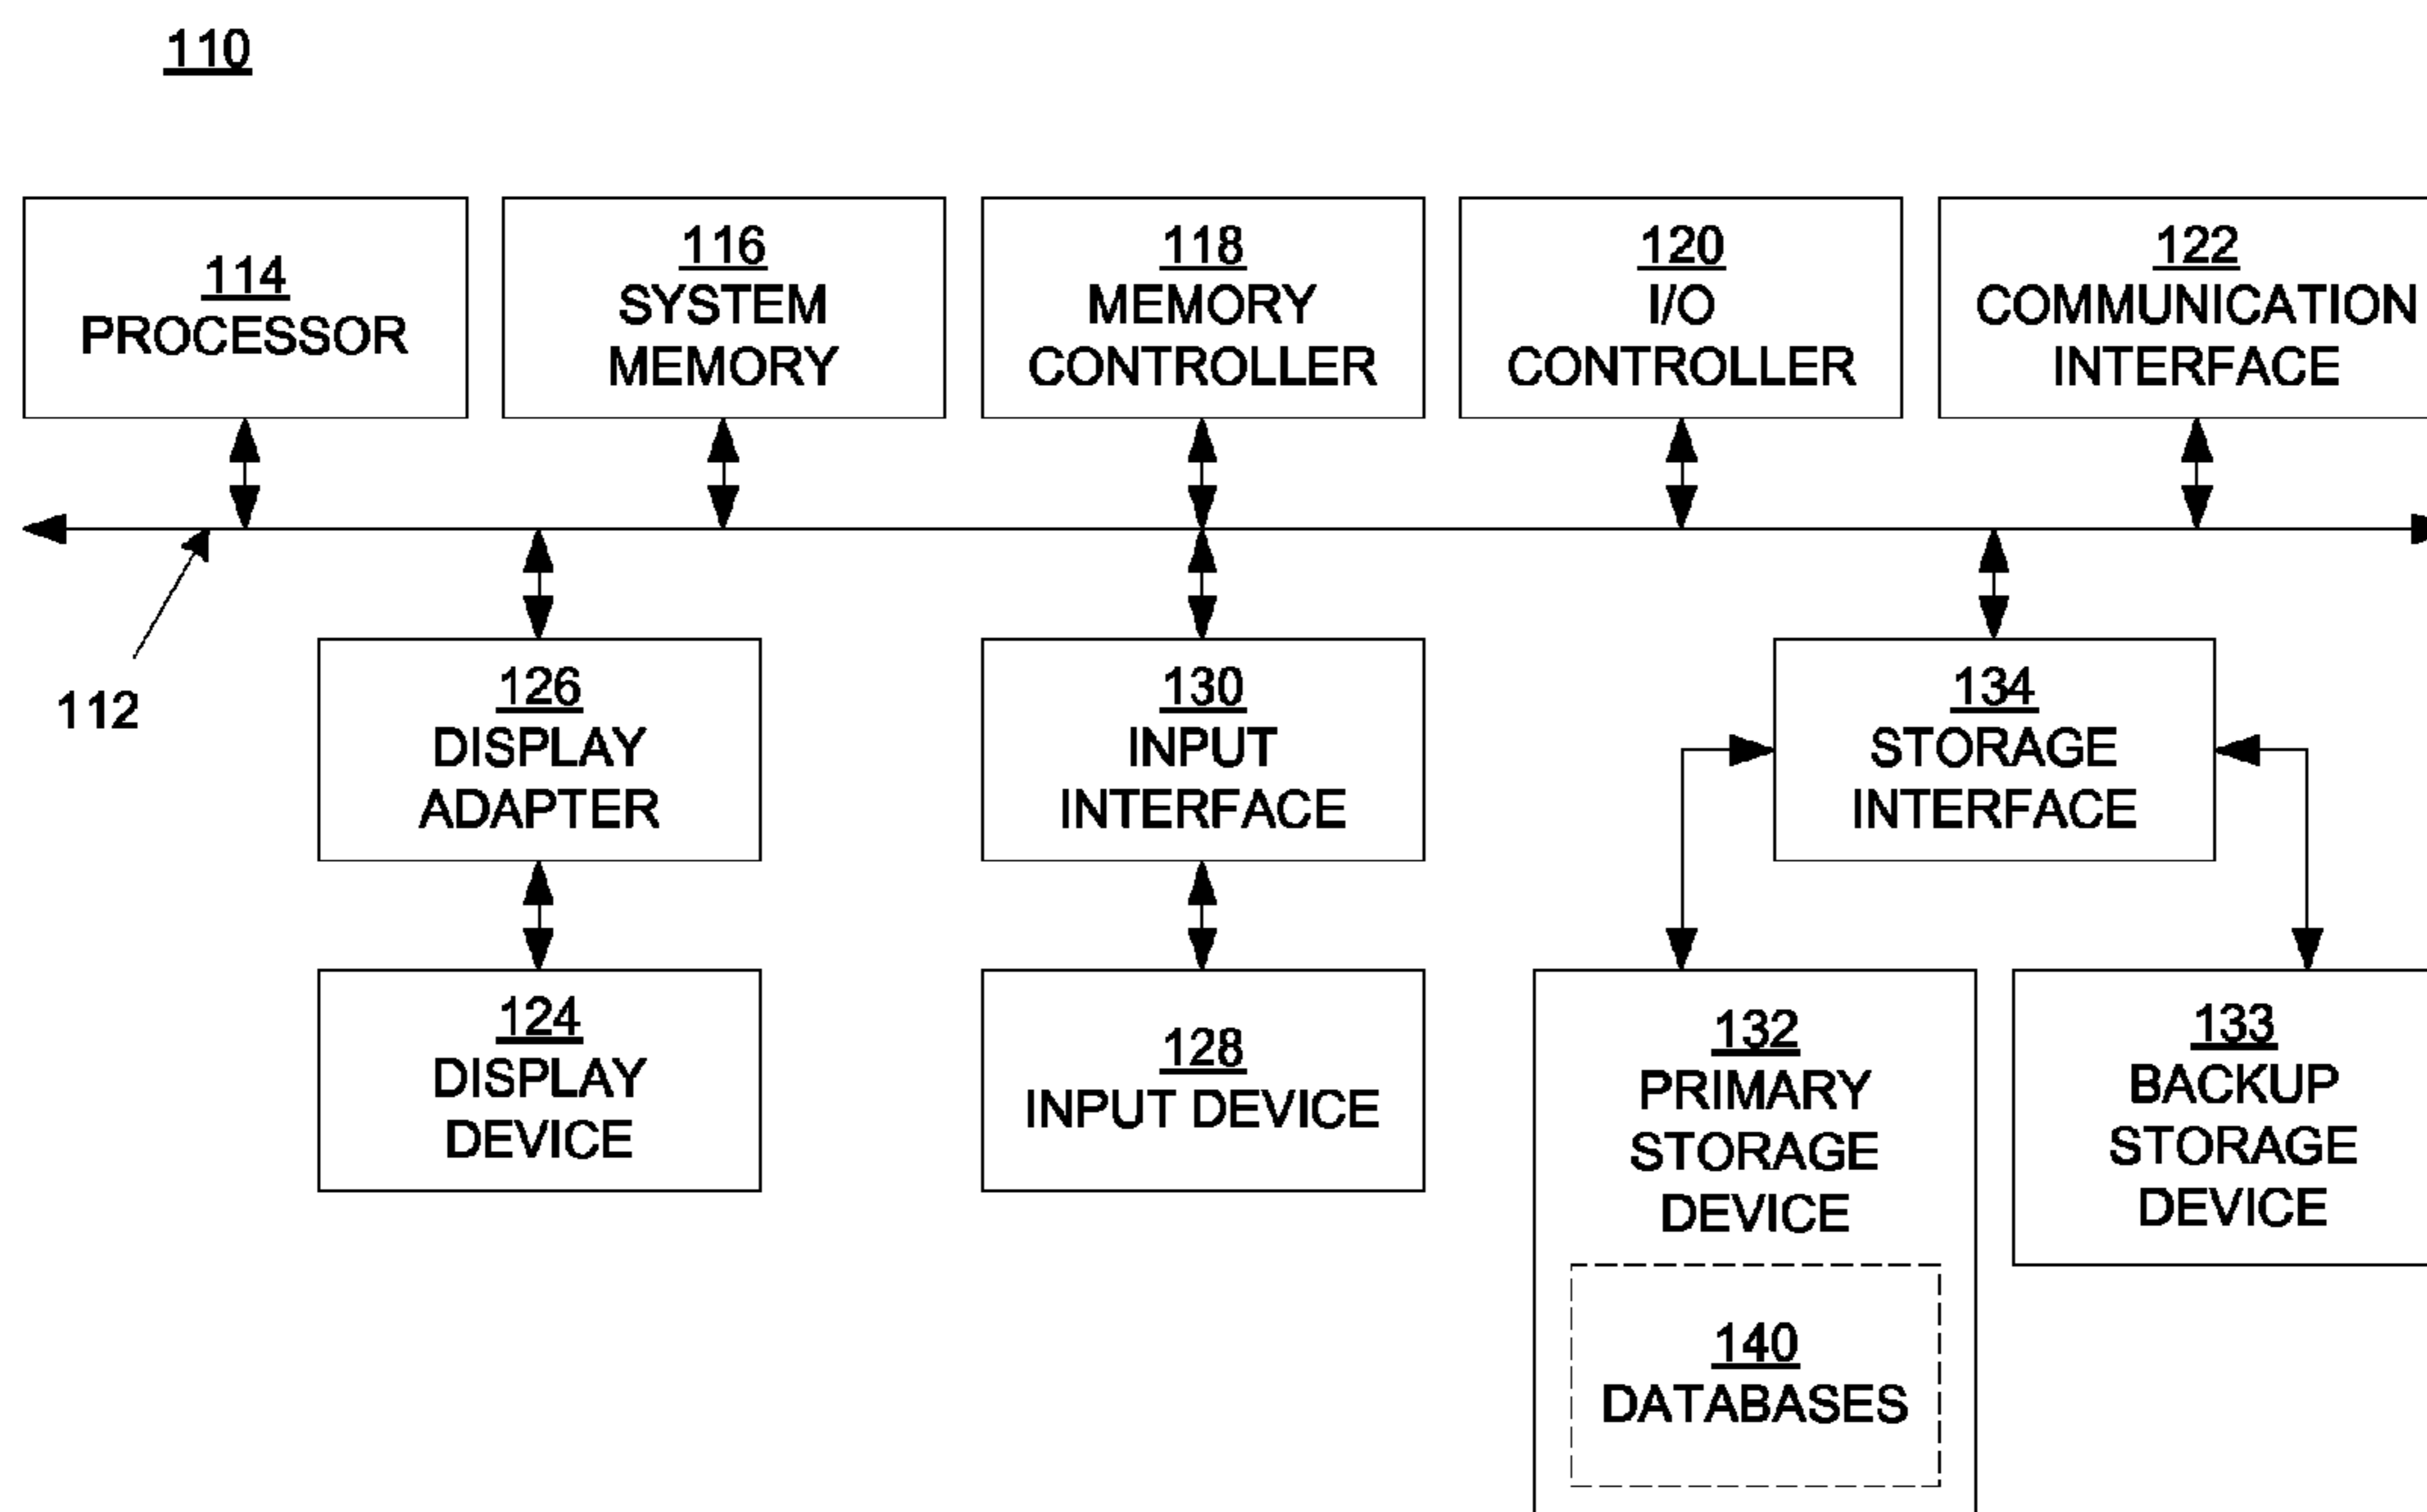 110
114
PROCESSOR
116
SYSTEM
MEMORY
118
MEMORY
CONTROLLER
120
I/O
CONTROLLER
122
COMMUNICATION
INTERFACE
112
126
DISPLAY
ADAPTER
130
INPUT
INTERFACE
134
STORAGE
INTERFACE
124
DISPLAY
DEVICE
128
INPUT DEVICE
132
PRIMARY
STORAGE
DEVICE
133
BACKUP
STORAGE
DEVICE
140
DATABASES